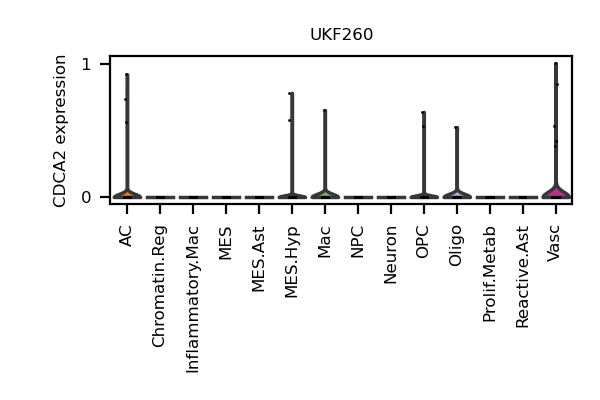 UKF260
CDCA2 expression
1
0
AC
Chromatin.Reg
Inflammatory.Mac
MES
MES.Ast
MES.Hyp
Mac
NPC
Neuron
OPC
Oligo
Prolif.Metab
Reactive.Ast
Vasc